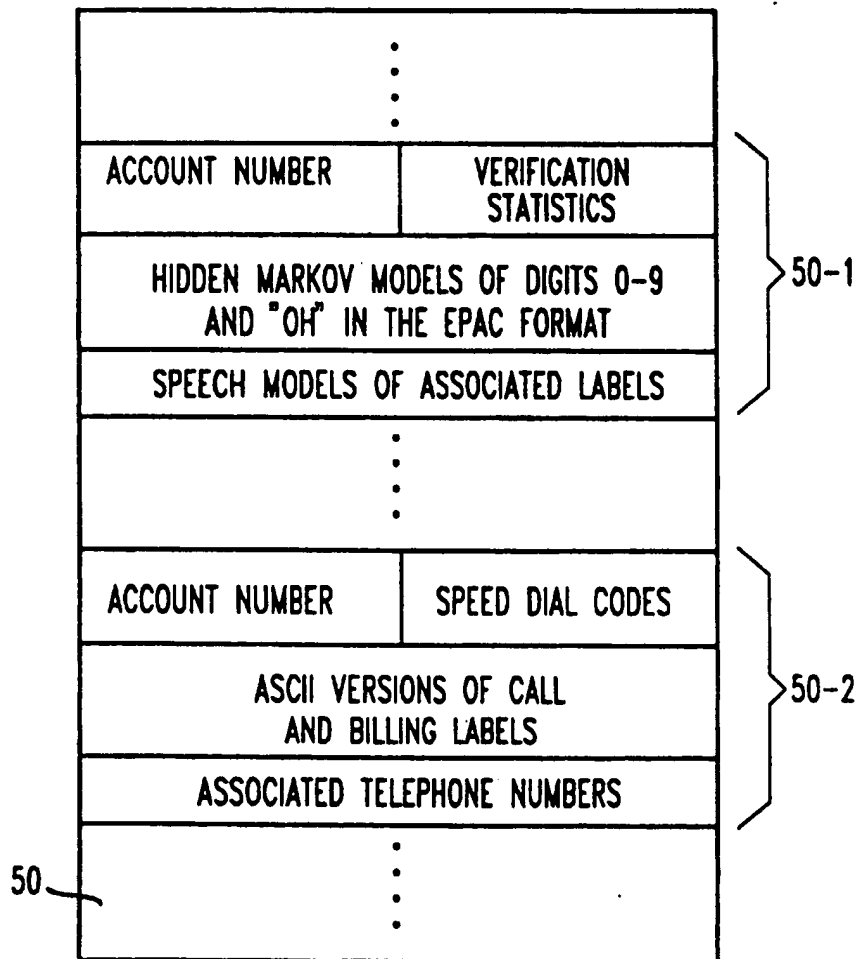 ACCOUNT NUMBER
VERIFICATION
STATISTICS
HIDDEN MARKOV MODELS OF DIGITS 0-9
AND "OH" IN THE EPAC FORMAT
SPEECH MODELS OF ASSOCIATED LABELS
50-1
ACCOUNT NUMBER
SPEED DIAL CODES
ASCII VERSIONS OF CALL
AND BILLING LABELS
ASSOCIATED TELEPHONE NUMBERS
50-2
50